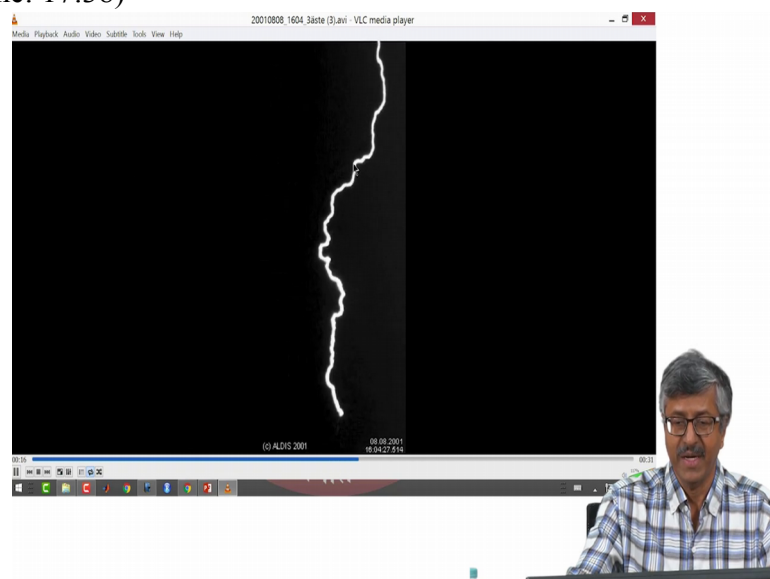 20010808_1604_3äste (3).avi - VLC media player
Media Playback Audio Video Subtitle Tools View Help
(c) ALDIS 2001
08.08.2001
16:04:27.514
00:16
00:31